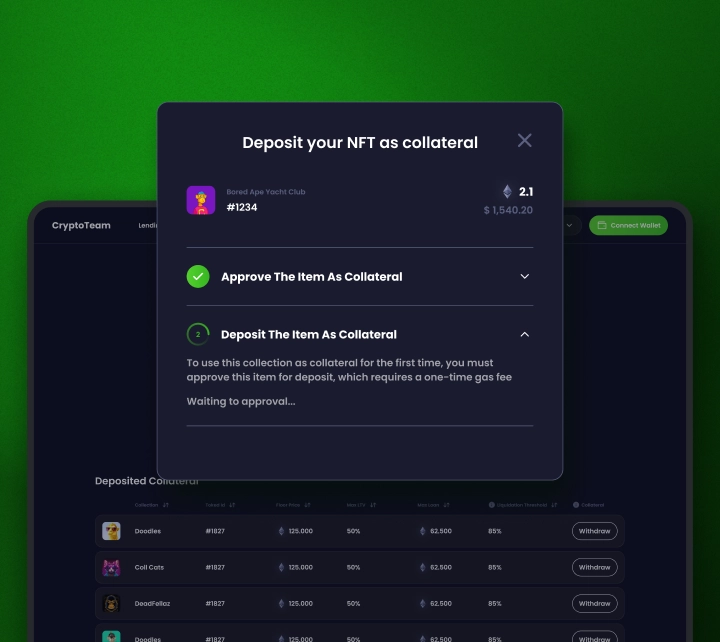 Deposit your NFT as collateral
Bored Ape Yacht Club
#1234
2.1
$ 1,540.20
CryptoTeam
Lendi
Connect Wallet
Approve The Item As Collateral
2
Deposit The Item As Collateral
To use this collection as collateral for the first time, you must
approve this item for deposit, which requires a one-time gas fee
Waiting to approval...
Deposited Collateral
Collection Token Id Floor Price Max LTV Max Loan Liquidation Threshold Collateral
Doodles #1827 125.000 50% 62.500 85% Withdraw
Coll Cats #1827 125.000 50% 62.500 85% Withdraw
DeadFellaz #1827 125.000 50% 62.500 85% Withdraw
Doodles #1827 125.000 50% 62.500 85% Withdraw